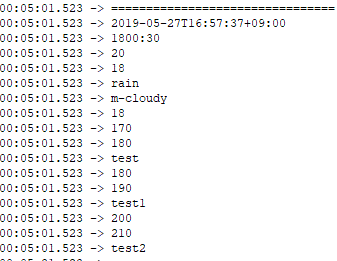 00:05:01.523 -> ================================
00:05:01.523 -> 2019-05-27T16:57:37+09:00
00:05:01.523 -> 1800:30
00:05:01.523 -> 20
00:05:01.523 -> 18
00:05:01.523 -> rain
00:05:01.523 -> m-cloudy
00:05:01.523 -> 18
00:05:01.523 -> 170
00:05:01.523 -> 180
00:05:01.523 -> test
00:05:01.523 -> 180
00:05:01.523 -> 190
00:05:01.523 -> test1
00:05:01.523 -> 200
00:05:01.523 -> 210
00:05:01.523 -> test2